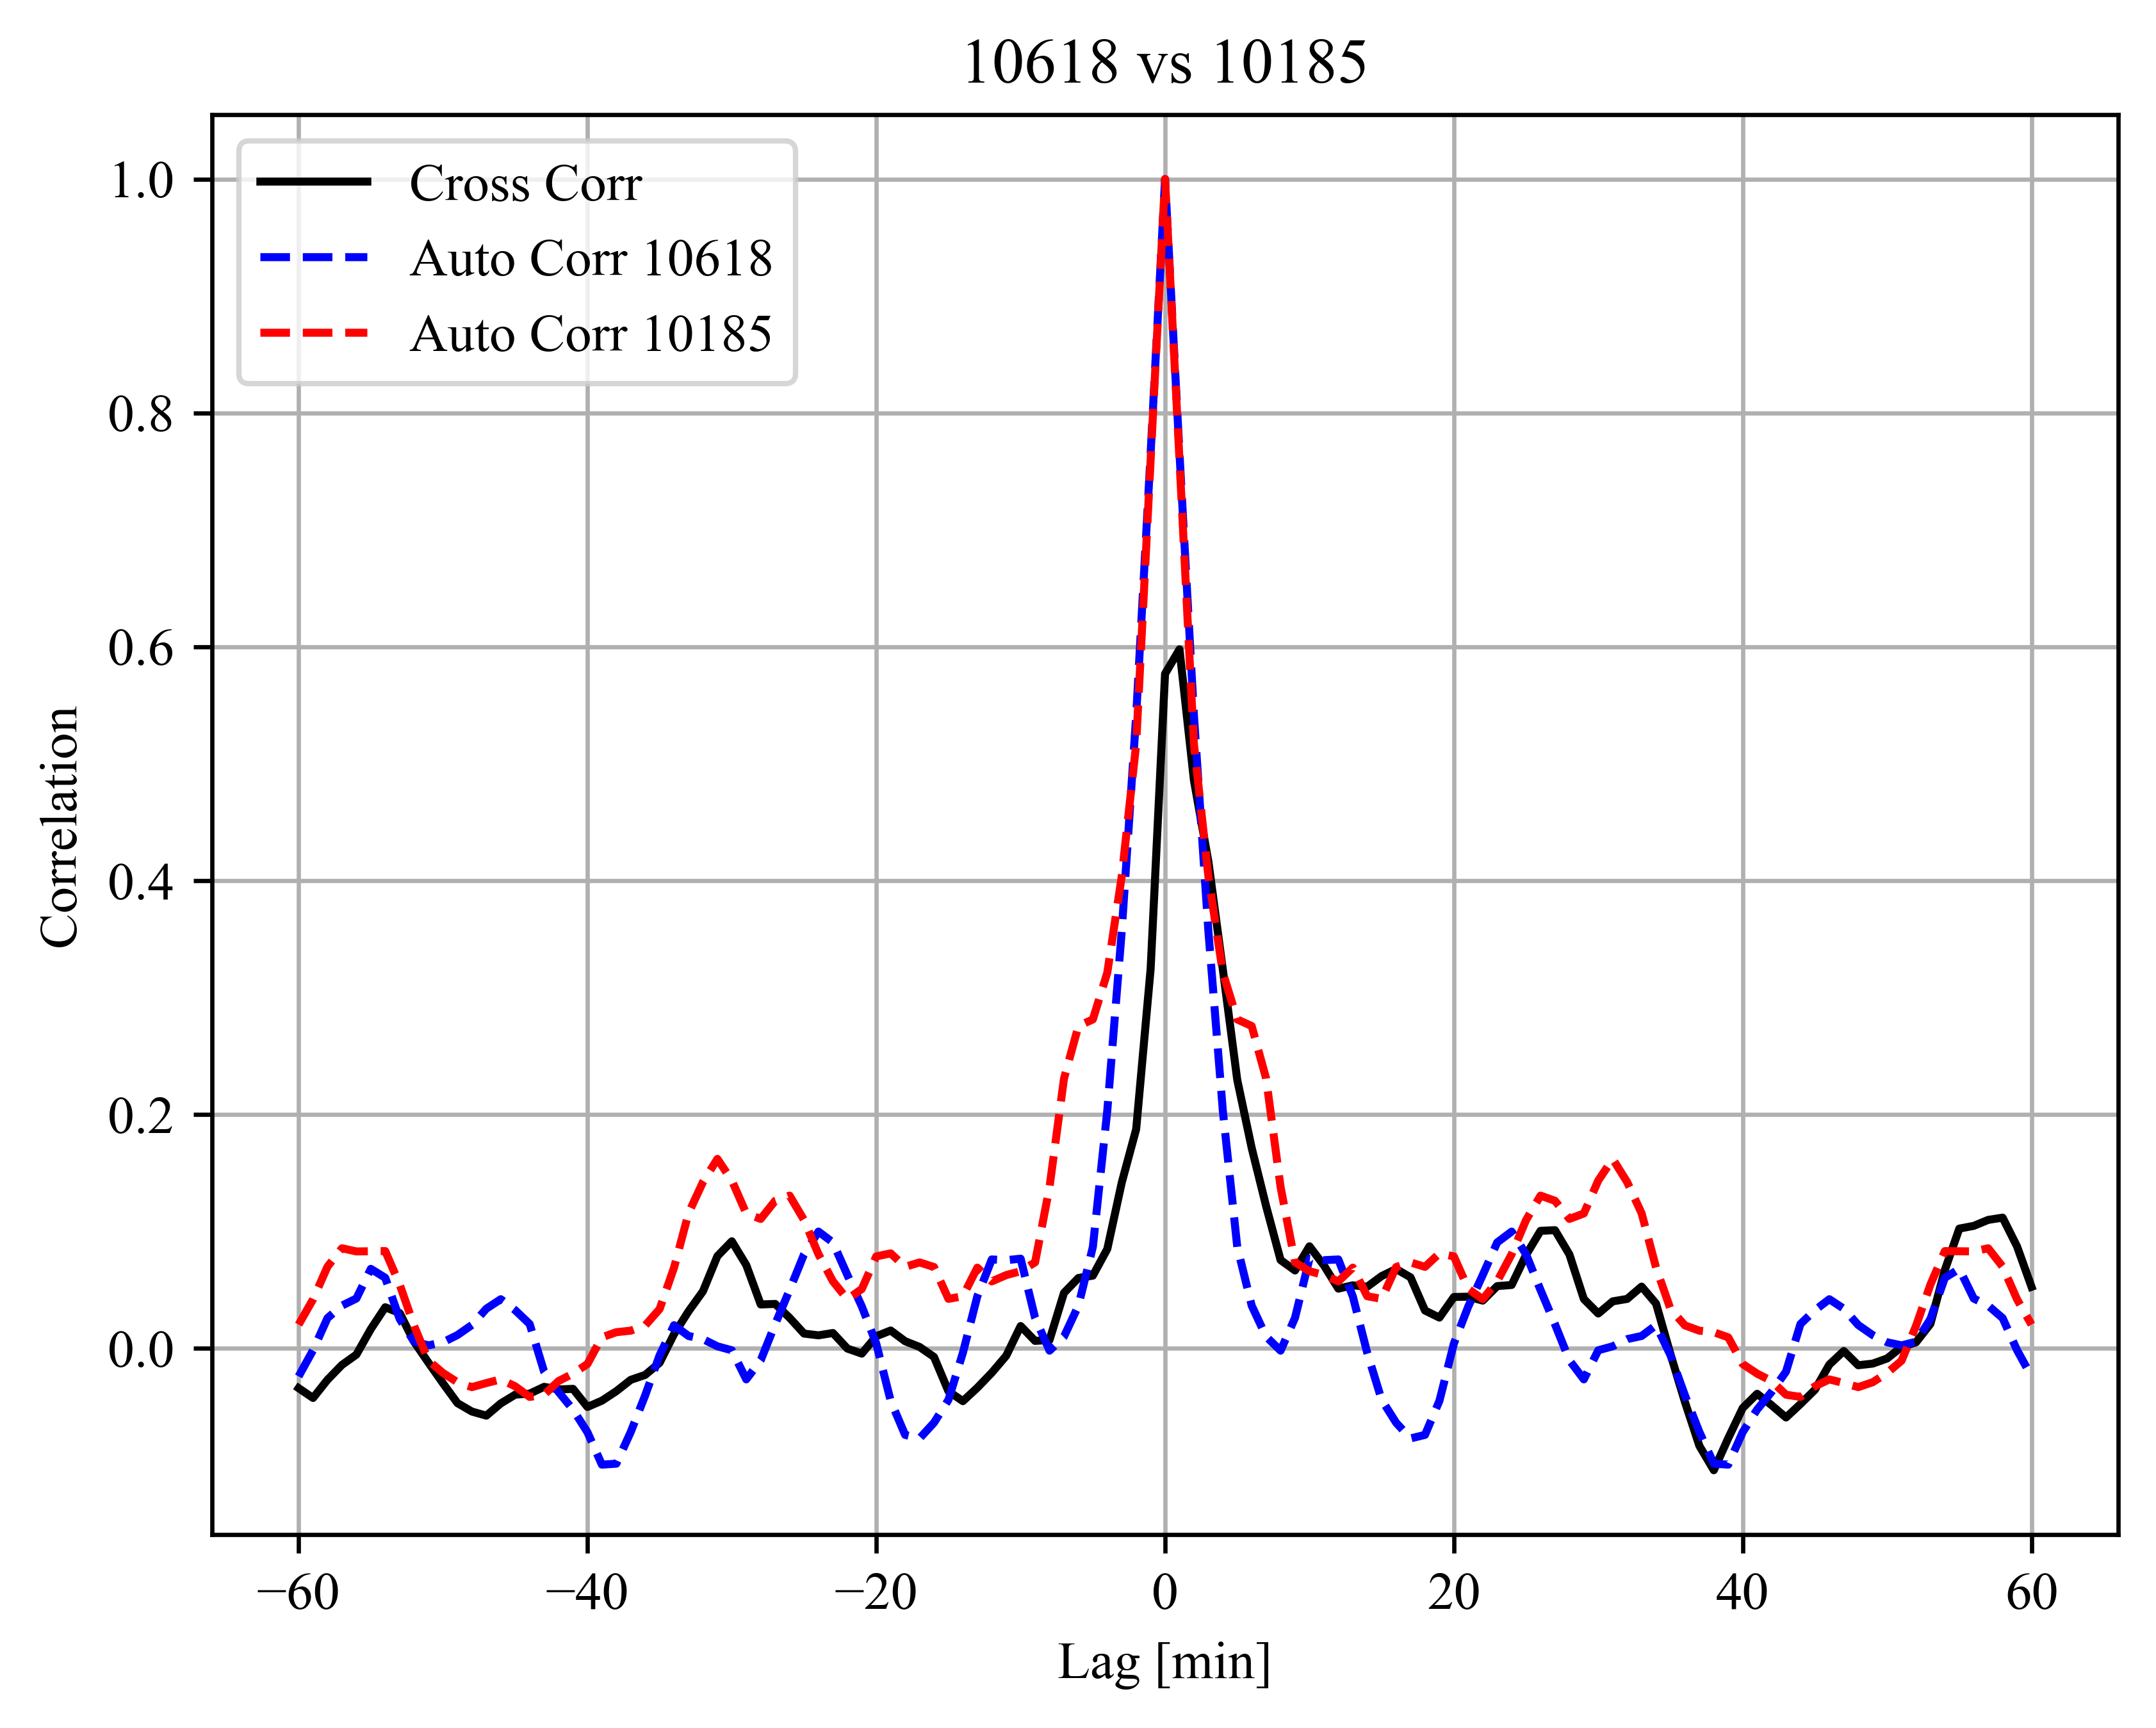 10618 vs 10185
Cross Corr
Auto Corr 10618
Auto Corr 10185
1.0
0.8
0.6
0.4
0.2
0.0
Correlation
−60 −40 −20 0 20 40 60
Lag [min]